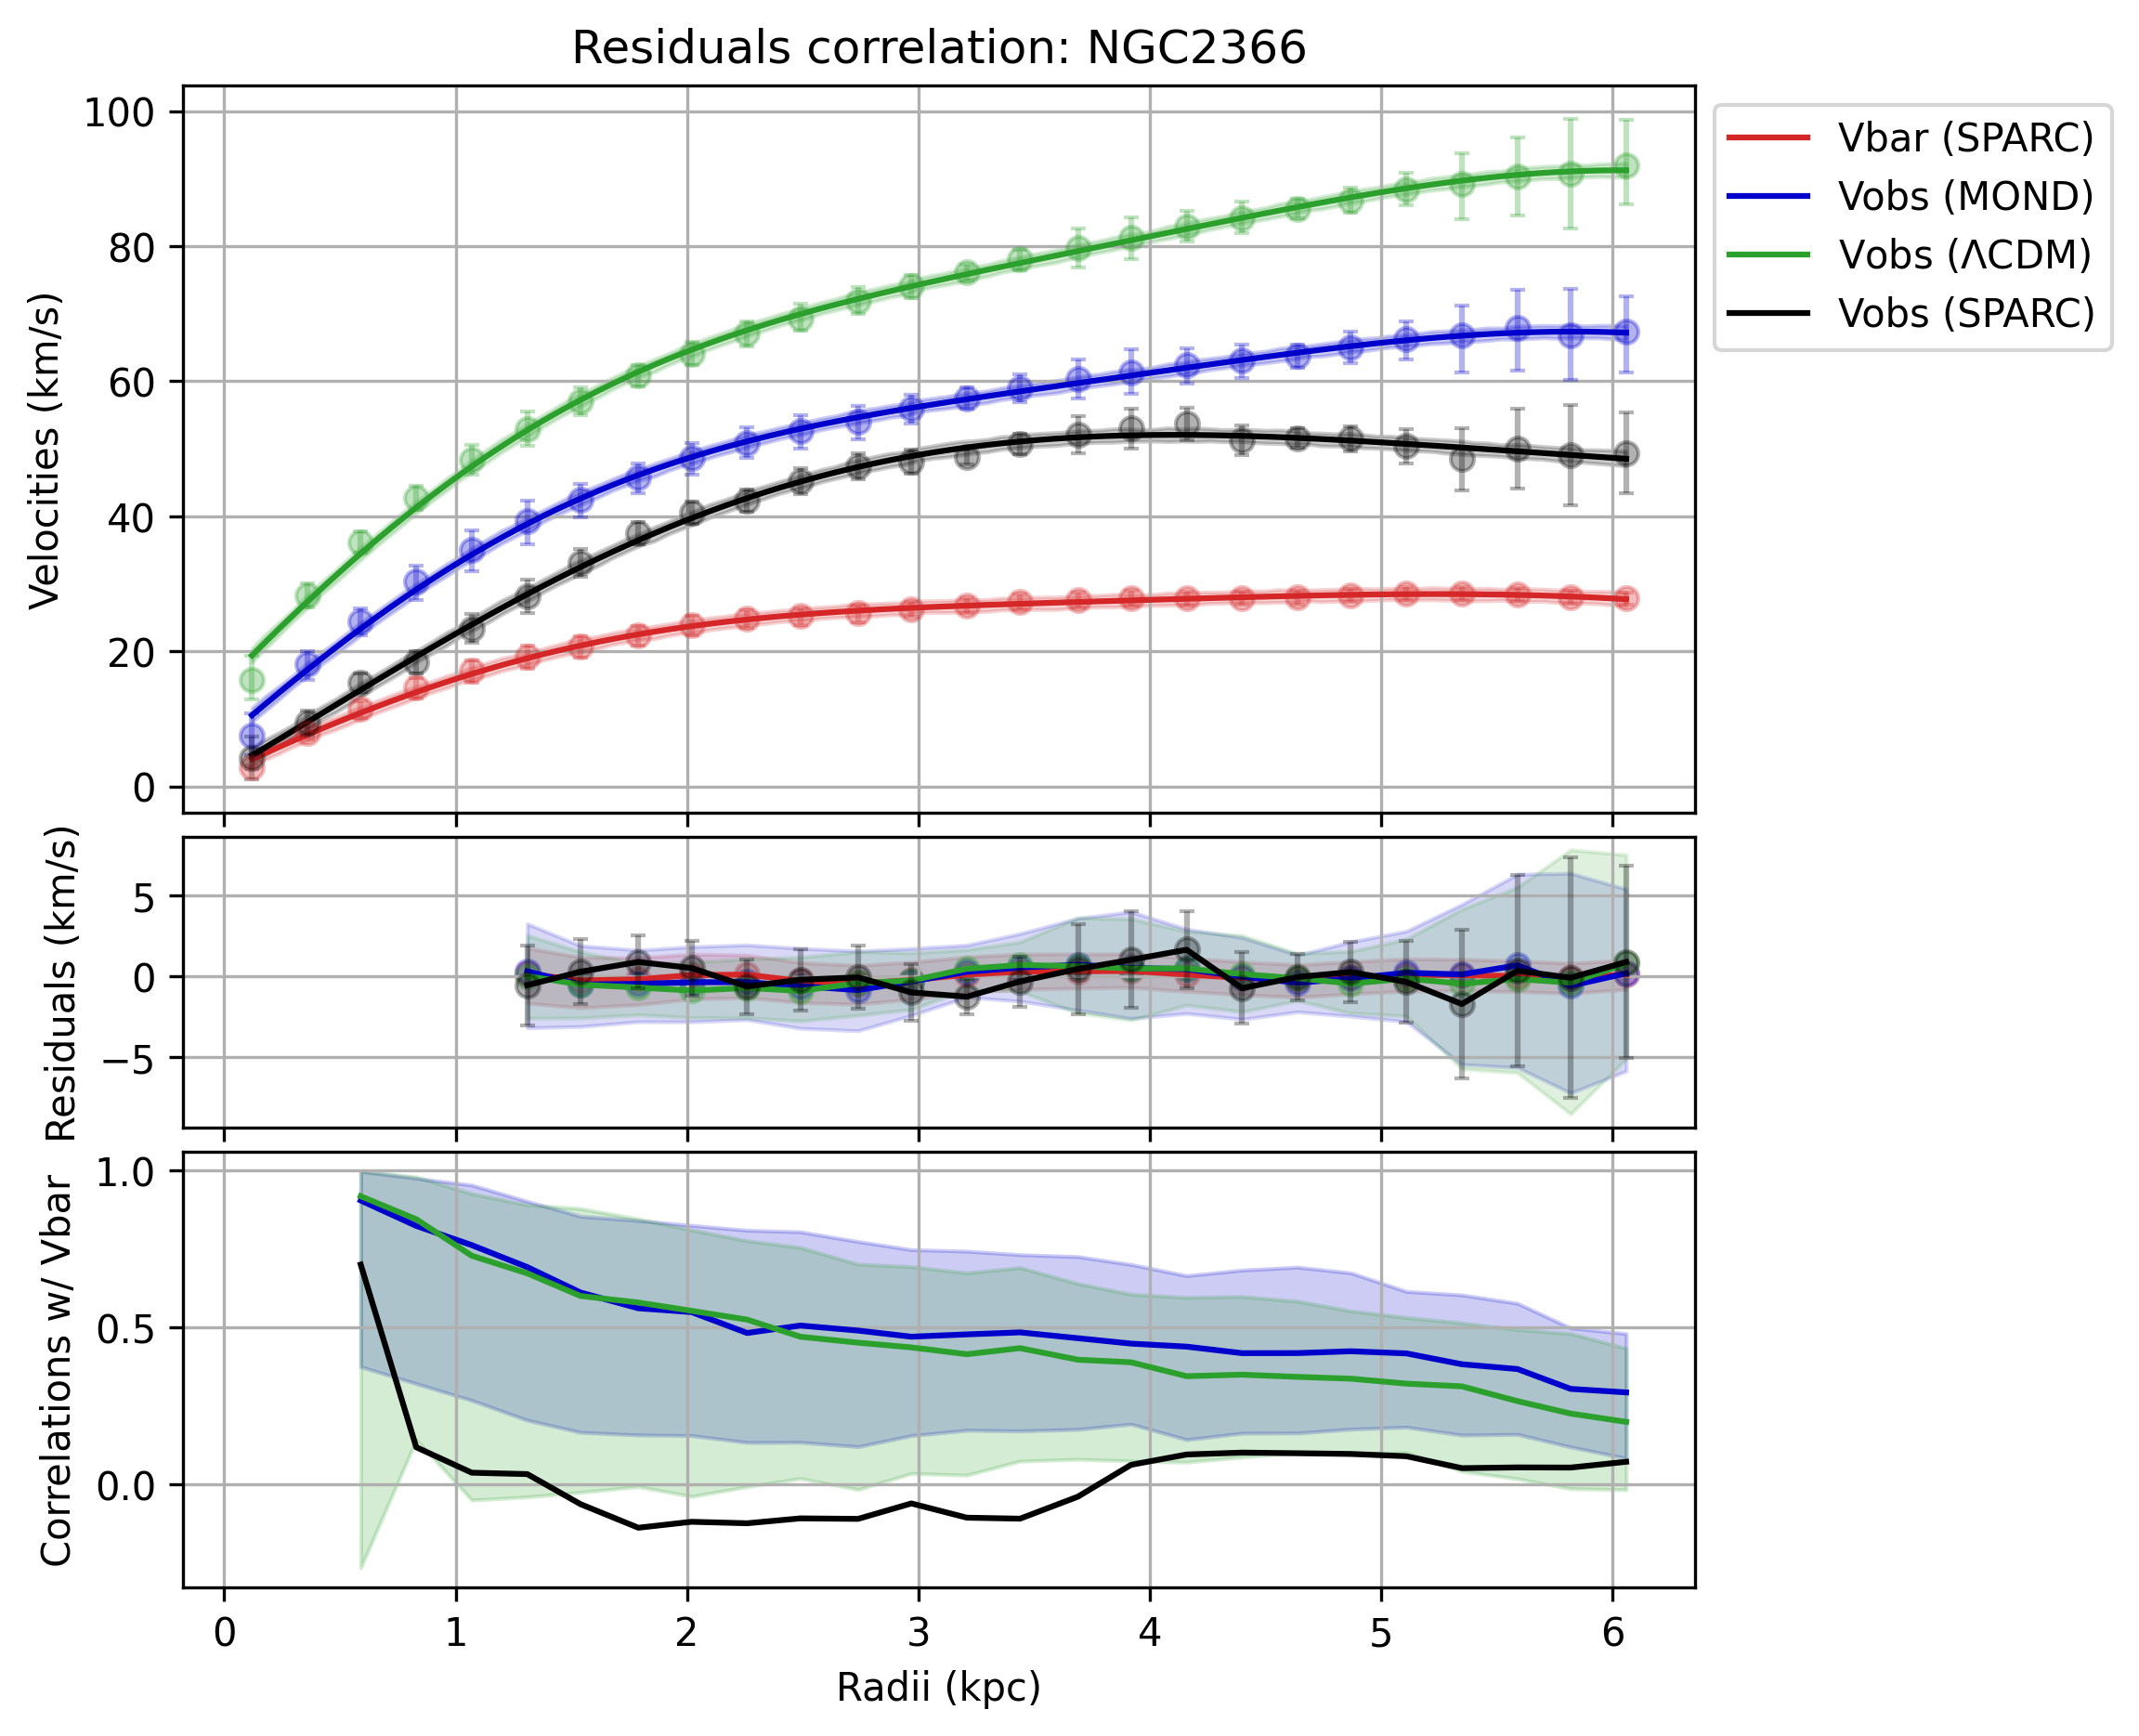 Residuals correlation: NGC2366
100
80
60
40
20
0
Velocities (km/s)
Vbar (SPARC)
Vobs (MOND)
Vobs (ΛCDM)
Vobs (SPARC)
5
0
−5
Residuals (km/s)
1.0
0.5
0.0
Correlations w/ Vbar
0 1 2 3 4 5 6
Radii (kpc)